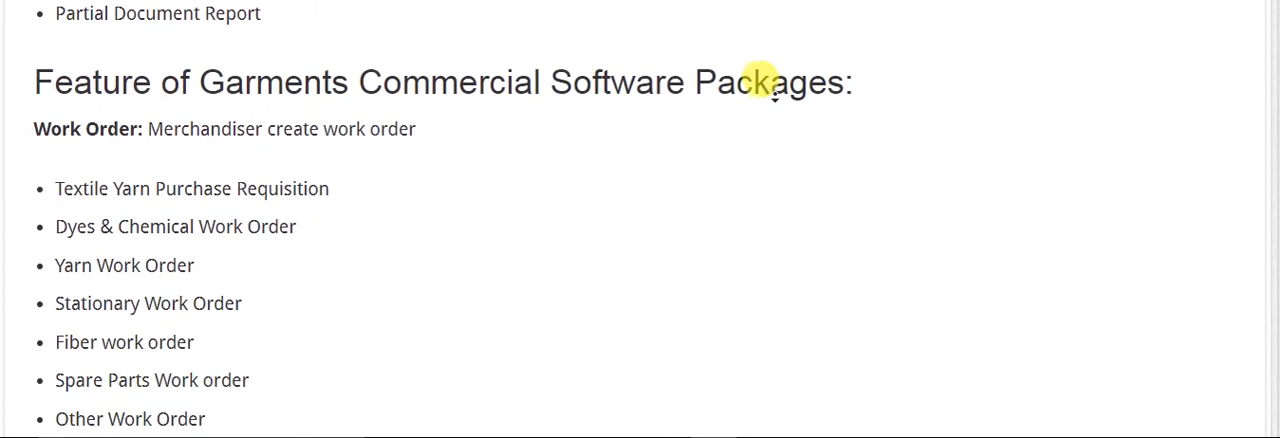 • Partial Document Report
Feature of Garments Commercial Software Packages:
Work Order: Merchandiser create work order
• Textile Yarn Purchase Requisition
• Dyes & Chemical Work Order
• Yarn Work Order
• Stationary Work Order
• Fiber work order
• Spare Parts Work order
• Other Work Order